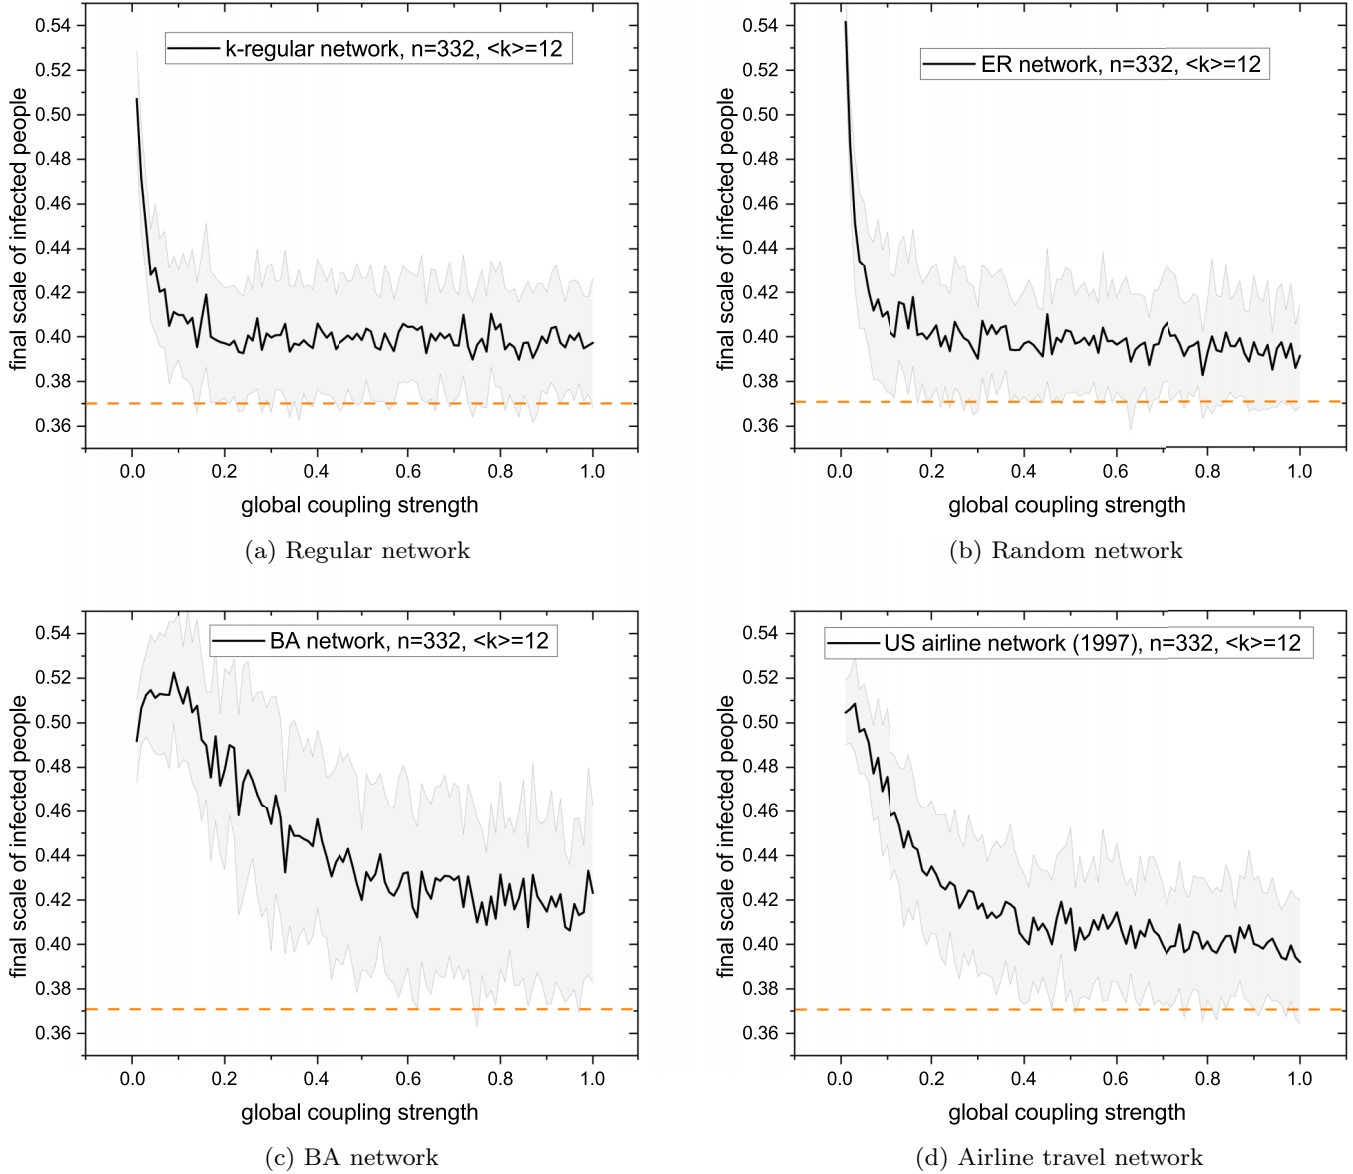 k-regular network, n=332, <k>=12
final scale of infected people
0.54
0.52
0.50
0.48
0.46
0.44
0.42
0.40
0.38
0.36
0.0 0.2 0.4 0.6 0.8 1.0
global coupling strength
(a) Regular network
ER network, n=332, <k>=12
final scale of infected people
0.54
0.52
0.50
0.48
0.46
0.44
0.42
0.40
0.38
0.36
0.0 0.2 0.4 0.6 0.8 1.0
global coupling strength
(b) Random network
BA network, n=332, <k>=12
final scale of infected people
0.54
0.52
0.50
0.48
0.46
0.44
0.42
0.40
0.38
0.36
0.0 0.2 0.4 0.6 0.8 1.0
global coupling strength
(c) BA network
US airline network (1997), n=332, <k>=12
final scale of infected people
0.54
0.52
0.50
0.48
0.46
0.44
0.42
0.40
0.38
0.36
0.0 0.2 0.4 0.6 0.8 1.0
global coupling strength
(d) Airline travel network